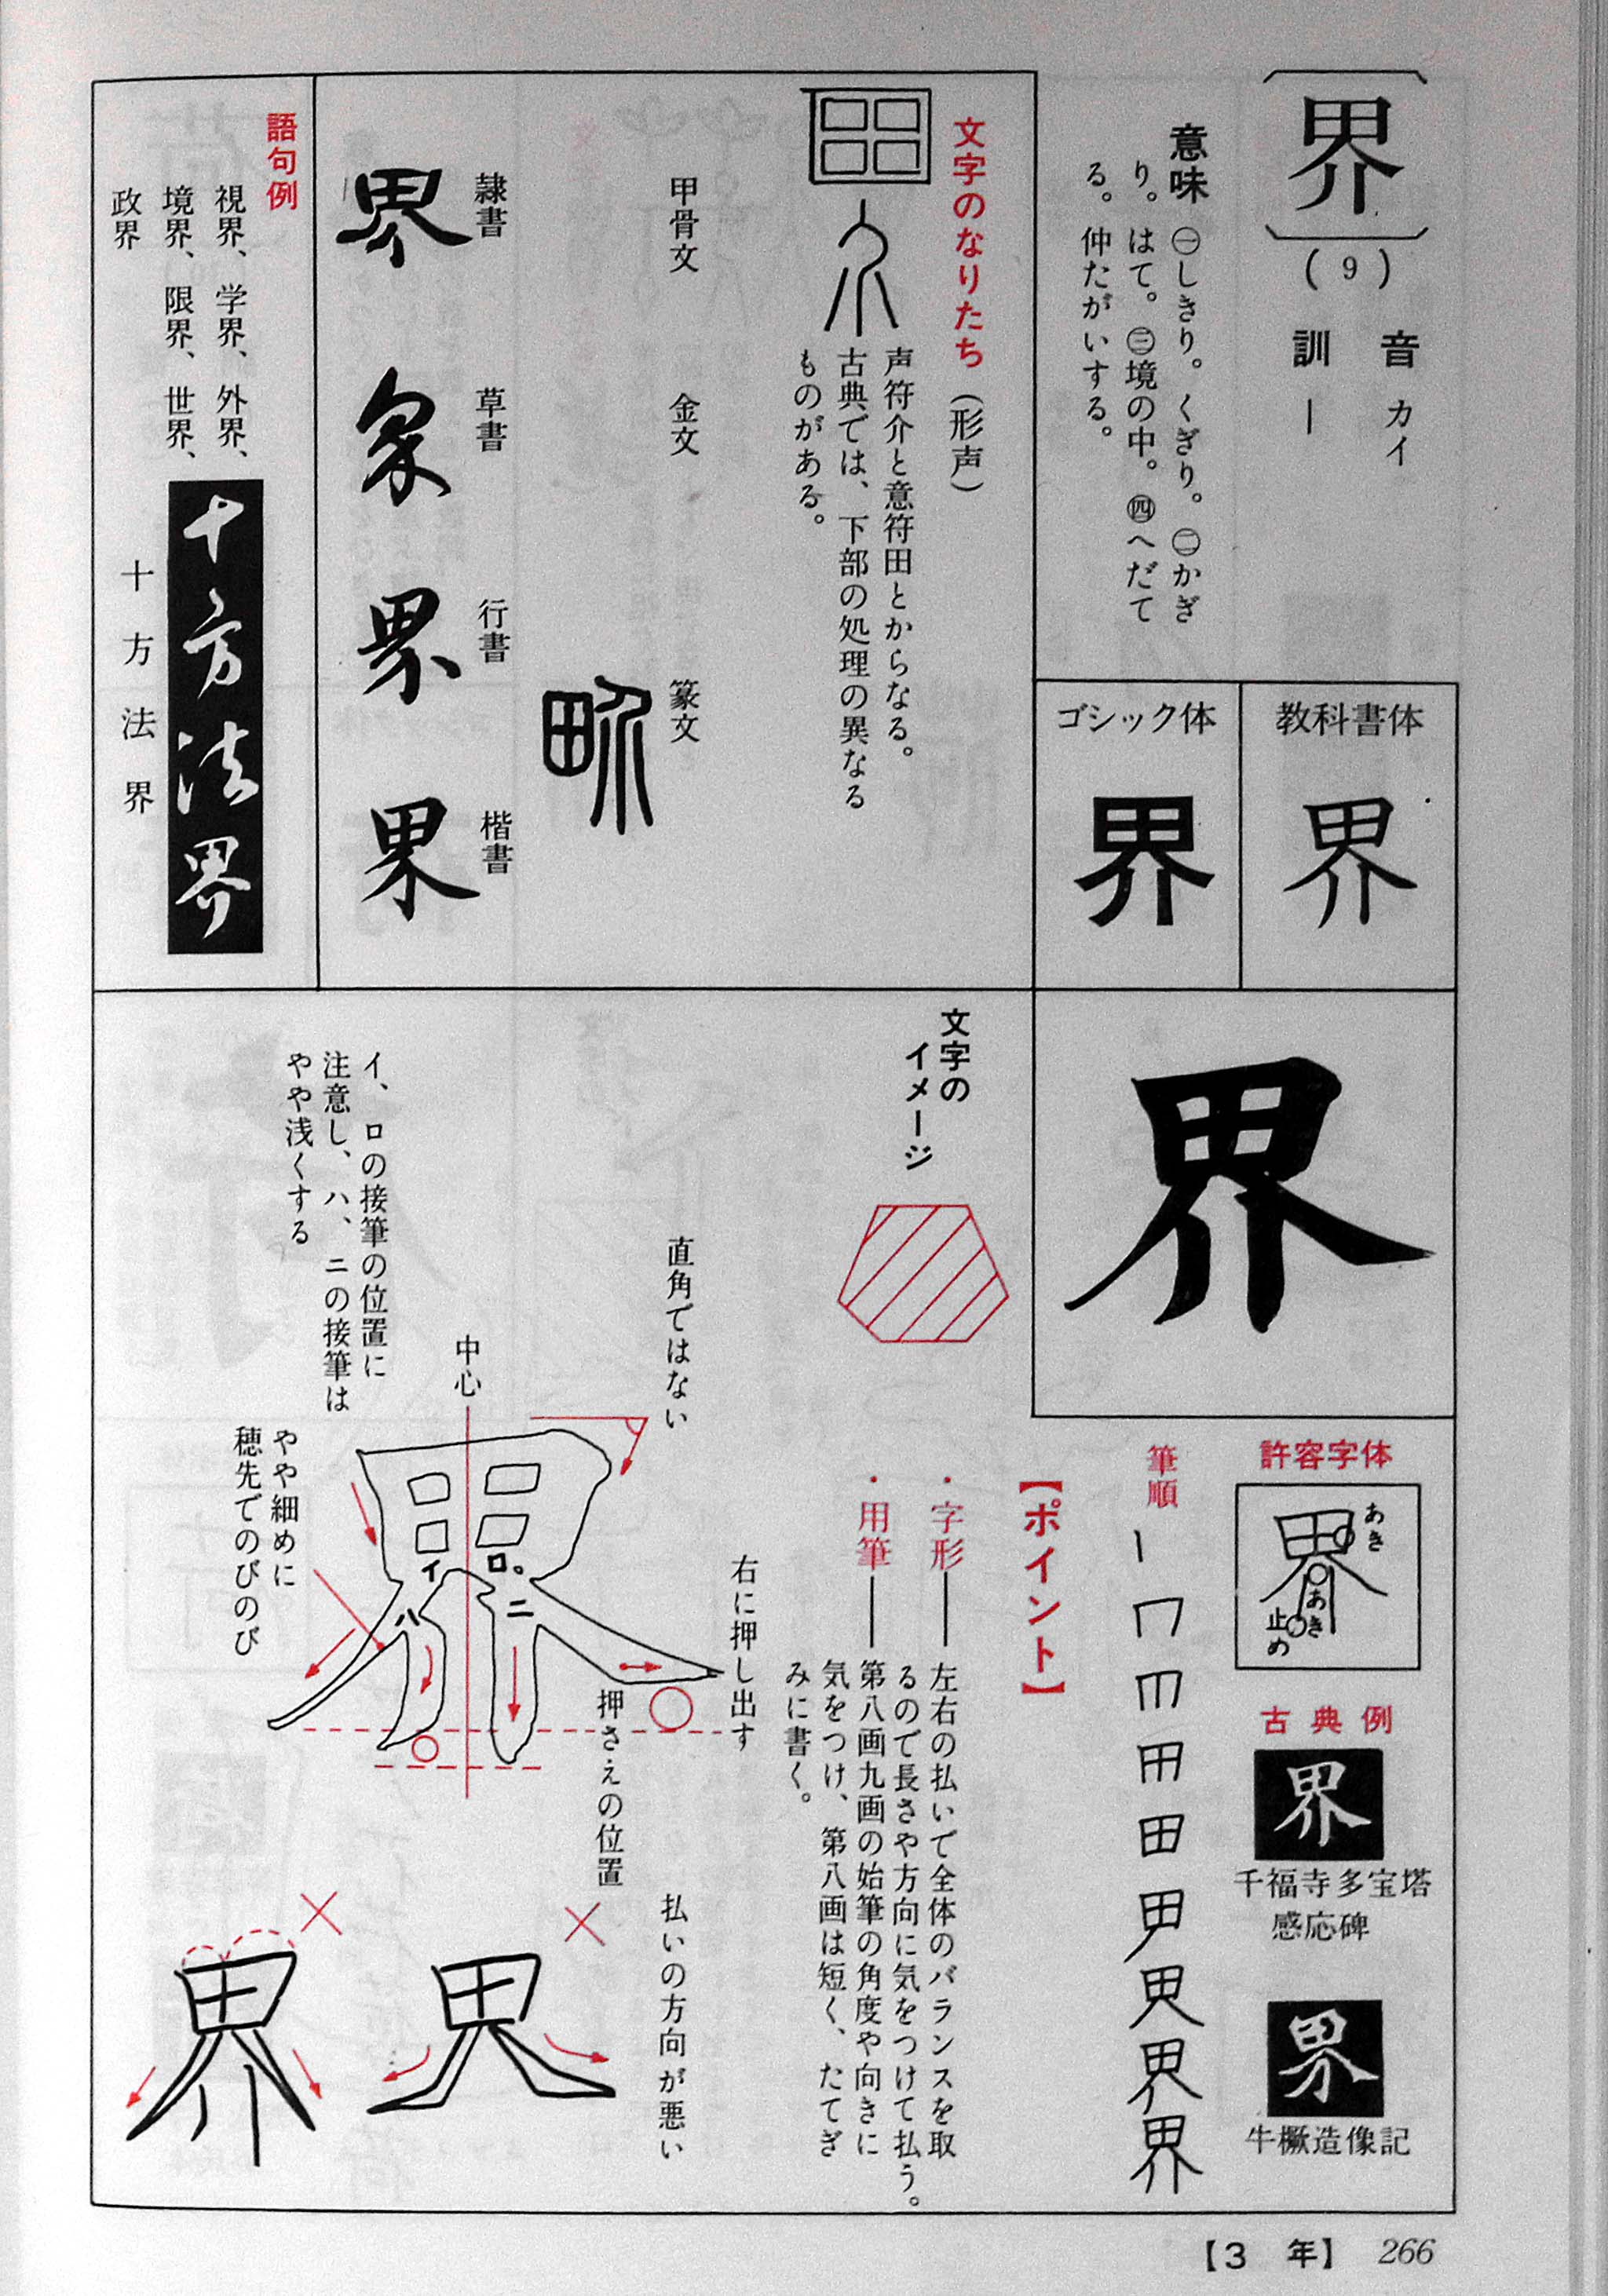 界
(9)
音 カイ
訓 ―
意味 ㊀しきり。くぎり。㊁かぎ
り。はて。㊂境の中。㊃へだて
る。仲たがいする。
教科書体
界
ゴシック体
界
文字のなりたち（形声）
声符介と意符田とからなる。
古典では、下部の処理の異なる
ものがある。
甲骨文
金文
篆文
隷書
界
草書
界
行書
界
楷書
界
語句例
視界、学界、外界、
境界、限界、世界、
政界
十方法界
十方法界
界
許容字体
界
あき
あき
止め
古典例
界
千福寺多宝塔
感応碑
界
牛橛造像記
筆順
【ポイント】
・字形―左右の払いで全体のバランスを取
るので長さや方向に気をつけて払う。
・用筆―第八画九画の始筆の角度や向きに
気をつけ、第八画は短く、たてぎ
みに書く。
文字の
イメージ
直角ではない
中心
イ、ロの接筆の位置に
注意し、ハ、ニの接筆は
やや浅くする
やや細めに
穂先でのびのび
イ
ロ。
ハ
ニ
右に押し出す
押さえの位置
払いの方向が悪い
界
界
【3 年】 266